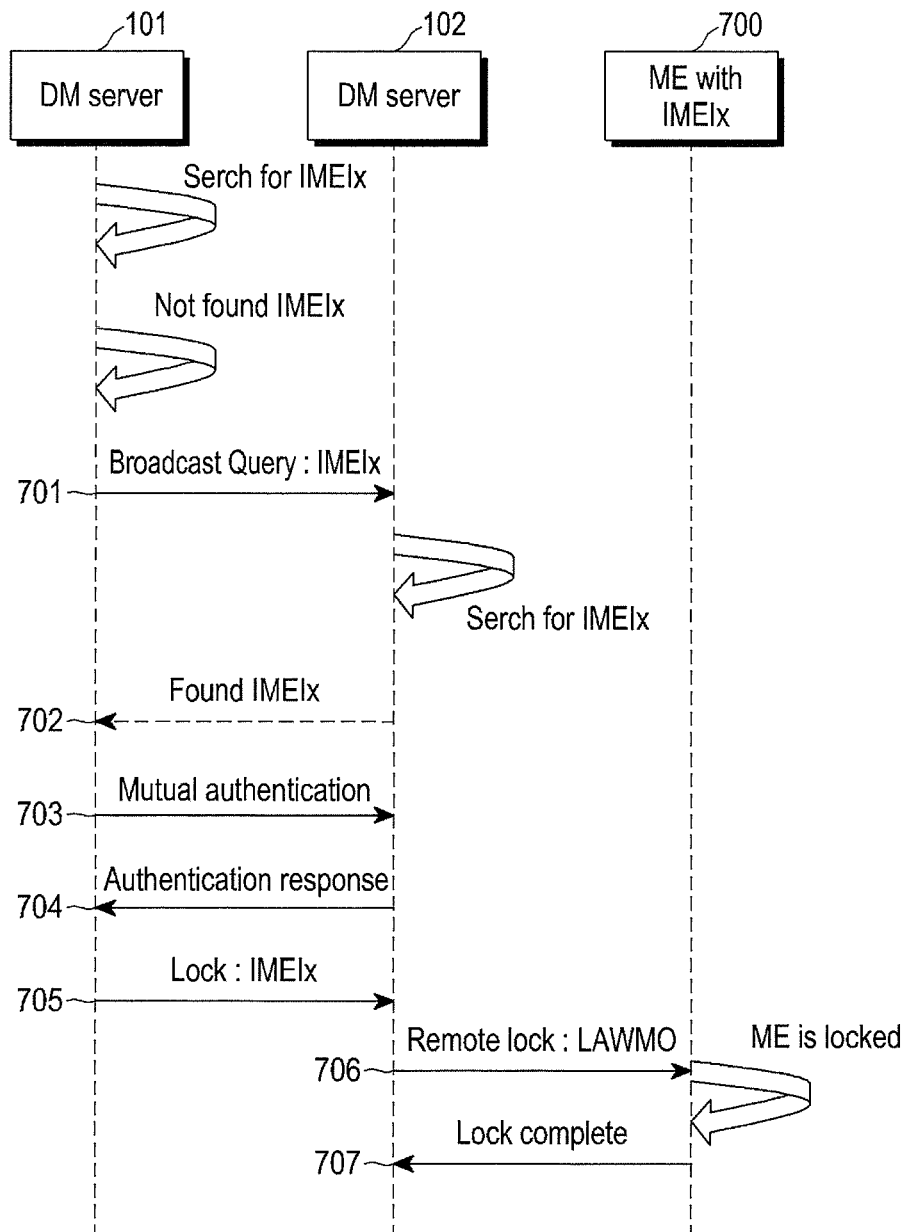 101
102
700
DM server
DM server
ME with
IMEIx
Serch for IMEIx
Not found IMEIx
Broadcast Query : IMEIx
701
Serch for IMEIx
Found IMEIx
702
Mutual authentication
703
Authentication response
704
Lock : IMEIx
705
Remote lock : LAWMO
ME is locked
706
Lock complete
707